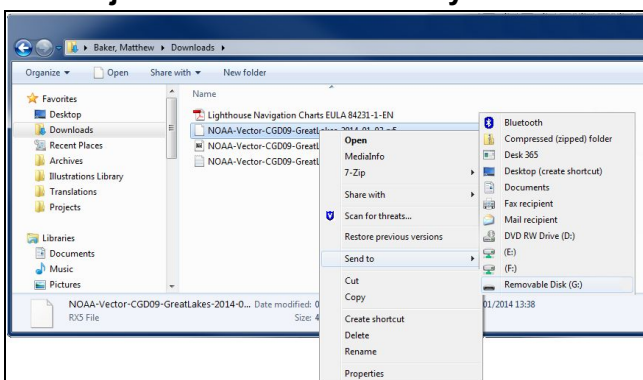 Baker, Matthew ▸ Downloads ▸
Organize ▾ Open Share with ▾ New folder
Favorites
Desktop
Downloads
Recent Places
Archives
Illustrations Library
Translations
Projects
Libraries
Documents
Music
Pictures
Name
Lighthouse Navigation Charts EULA 84231-1-EN
NOAA-Vector-CGD09-GreatLakes-2014-01-02
NOAA-Vector-CGD09-GreatL
NOAA-Vector-CGD09-GreatL
Open
MediaInfo
7-Zip
Share with
Scan for threats...
Restore previous versions
Send to
Cut
Copy
Create shortcut
Delete
Rename
Properties
Bluetooth
Compressed (zipped) folder
Desk 365
Desktop (create shortcut)
Documents
Fax recipient
Mail recipient
DVD RW Drive (D:)
(E:)
(F:)
Removable Disk (G:)
NOAA-Vector-CGD09-GreatLakes-2014-0... Date modified: 0 01/2014 13:38
RX5 File Size: 4